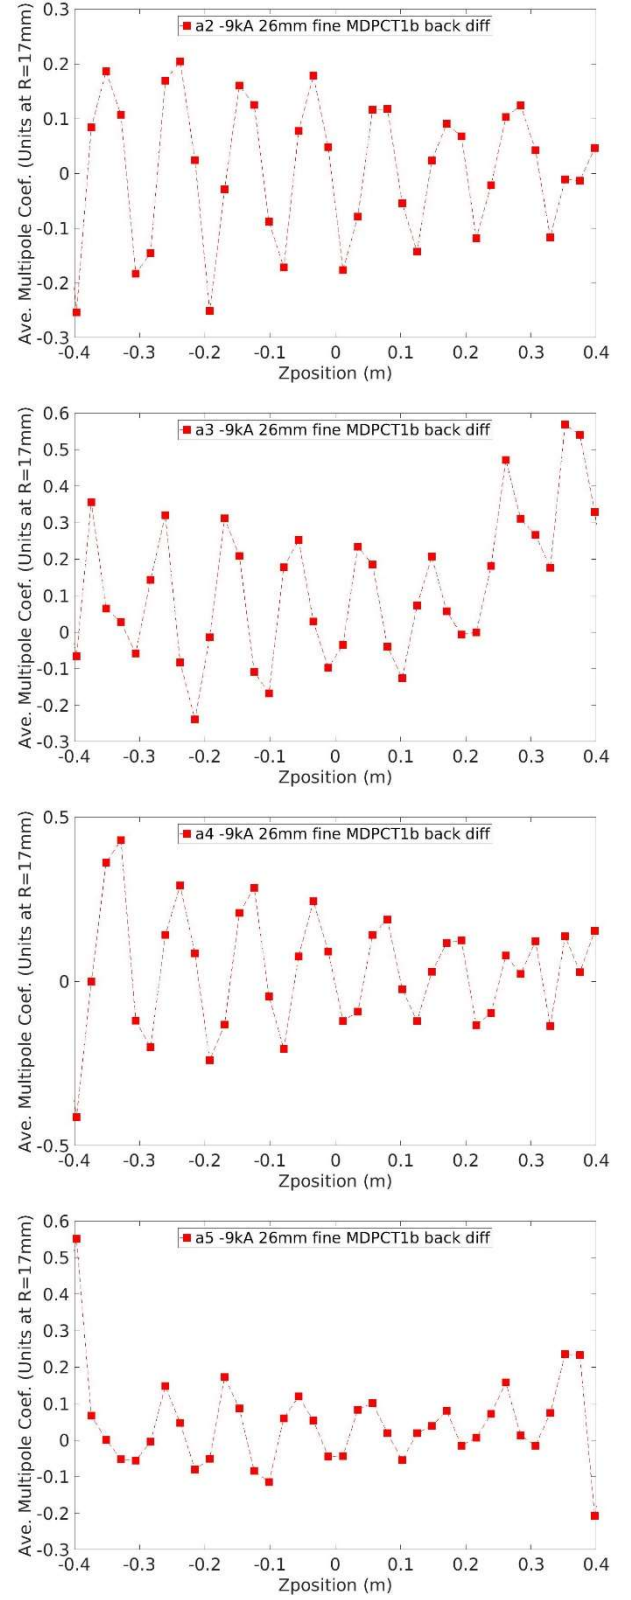 0.3
a2 -9kA 26mm fine MDPCT1b back diff
0.2
0.1
0
-0.1
-0.2
-0.3
Ave. Multipole Coef. (Units at R=17mm)
-0.4 -0.3 -0.2 -0.1 0 0.1 0.2 0.3 0.4
Zposition (m)
0.6
a3 -9kA 26mm fine MDPCT1b back diff
0.5
0.4
0.3
0.2
0.1
0
-0.1
-0.2
-0.3
Ave. Multipole Coef. (Units at R=17mm)
-0.4 -0.3 -0.2 -0.1 0 0.1 0.2 0.3 0.4
Zposition (m)
0.5
a4 -9kA 26mm fine MDPCT1b back diff
0
-0.5
Ave. Multipole Coef. (Units at R=17mm)
-0.4 -0.3 -0.2 -0.1 0 0.1 0.2 0.3 0.4
Zposition (m)
0.6
a5 -9kA 26mm fine MDPCT1b back diff
0.5
0.4
0.3
0.2
0.1
0
-0.1
-0.2
-0.3
Ave. Multipole Coef. (Units at R=17mm)
-0.4 -0.3 -0.2 -0.1 0 0.1 0.2 0.3 0.4
Zposition (m)